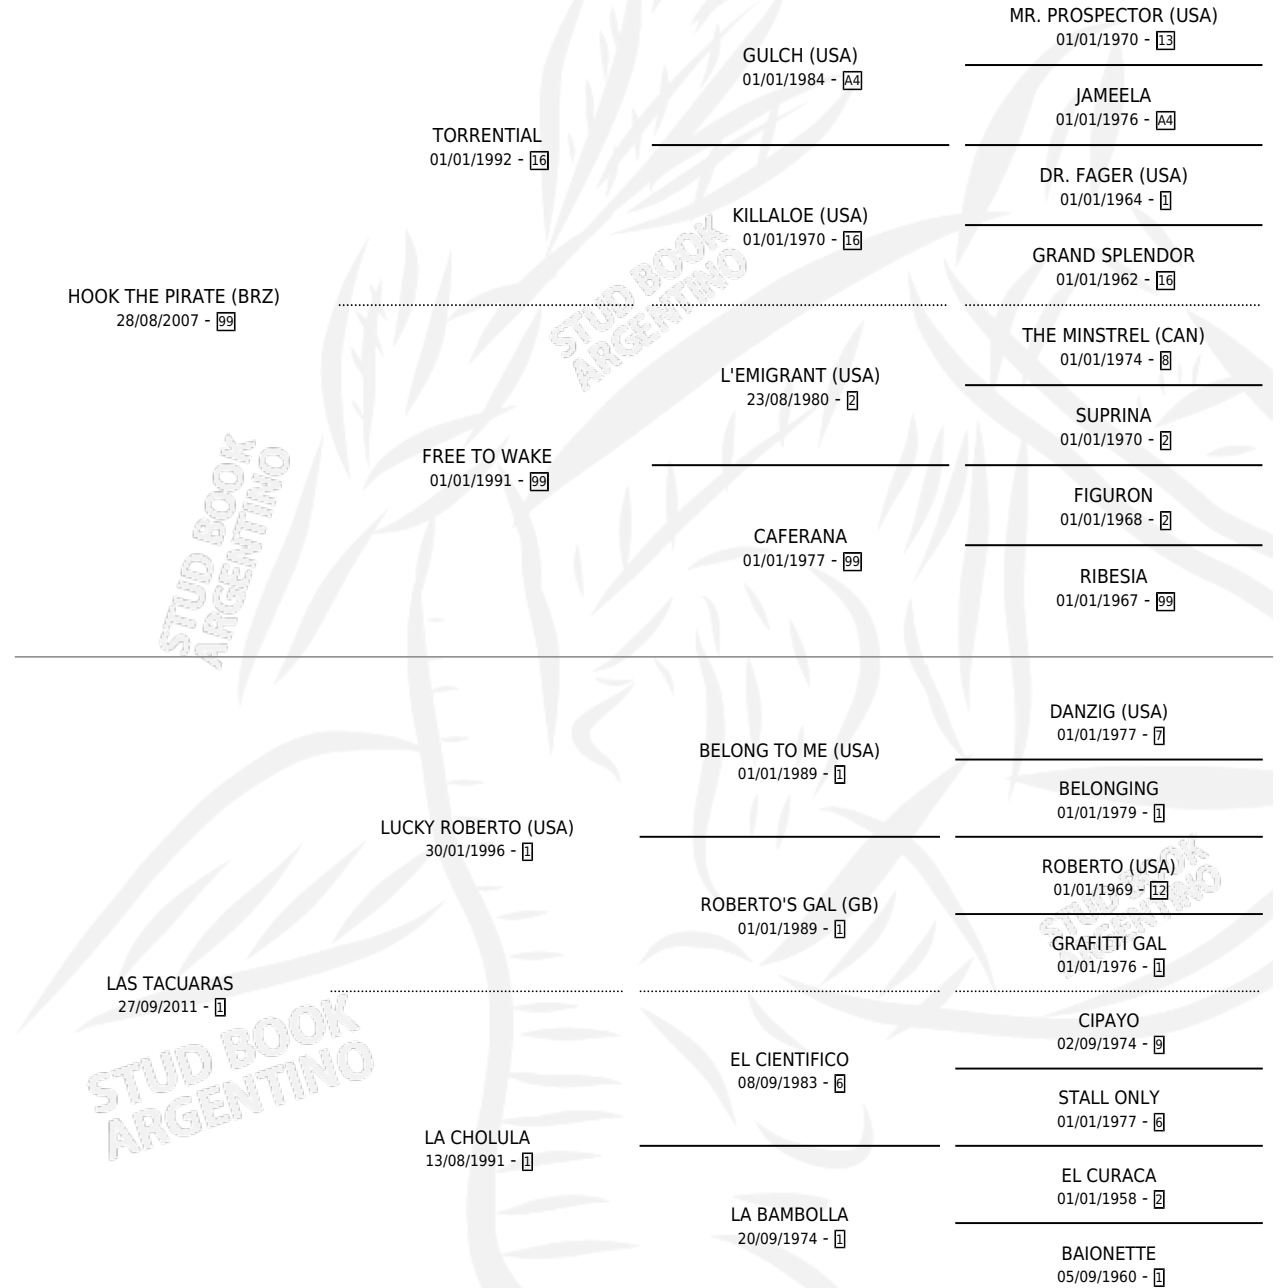 MR. PROSPECTOR (USA)
01/01/1970 - 13
GULCH (USA)
01/01/1984 - A4
JAMEELA
01/01/1976 - A4
TORRENTIAL
01/01/1992 - 16
DR. FAGER (USA)
01/01/1964 - 1
KILLALOE (USA)
01/01/1970 - 16
GRAND SPLENDOR
01/01/1962 - 16
HOOK THE PIRATE (BRZ)
28/08/2007 - 99
STUD BOOK
ARGENTINO
THE MINSTREL (CAN)
01/01/1974 - 8
L'EMIGRANT (USA)
23/08/1980 - 2
SUPRINA
01/01/1970 - 2
FREE TO WAKE
01/01/1991 - 99
FIGURON
01/01/1968 - 2
CAFERANA
01/01/1977 - 99
RIBESIA
01/01/1967 - 99
STUD BOOK
ARGENTINO
DANZIG (USA)
01/01/1977 - 7
BELONG TO ME (USA)
01/01/1989 - 1
BELONGING
01/01/1979 - 1
LUCKY ROBERTO (USA)
30/01/1996 - 1
ROBERTO (USA)
01/01/1969 - 12
ROBERTO'S GAL (GB)
01/01/1989 - 1
GRAFITTI GAL
01/01/1976 - 1
STUD BOOK
ARGENTINO
LAS TACUARAS
27/09/2011 - 1
STUD BOOK
ARGENTINO
CIPAYO
02/09/1974 - 9
EL CIENTIFICO
08/09/1983 - 6
STALL ONLY
01/01/1977 - 6
LA CHOLULA
13/08/1991 - 1
EL CURACA
01/01/1958 - 2
LA BAMBOLLA
20/09/1974 - 1
BAIONETTE
05/09/1960 - 1